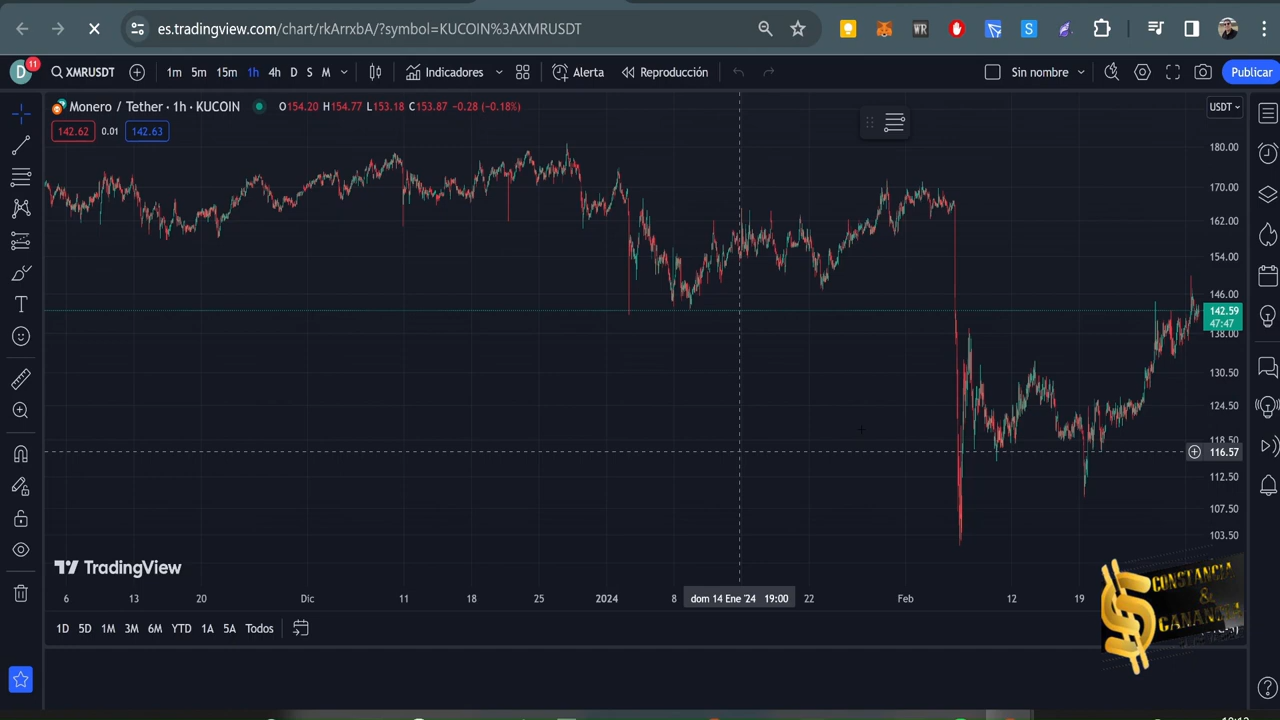 es.tradingview.com/chart/rkArrxbA/?symbol=KUCOIN%3AXMRUSDT
WR
S
D
11
XMRUSDT
1m 5m 15m 1h 4h D S M
Indicadores
Alerta
Reproducción
Sin nombre
Publicar
Monero / Tether · 1h · KUCOIN
O154.20 H154.77 L153.18 C153.87 -0.28 (-0.18%)
USDT
142.62 0.01 142.63
180.00
170.00
162.00
154.00
146.00
142.59
47:47
138.00
130.50
124.50
118.50
116.57
112.50
107.50
103.50
TradingView
CONSTANCIA
&
GANANCIA
6 13 20 Dic 11 18 25 2024 8 dom 14 Ene '24 19:00 22 Feb 12 19
1D 5D 1M 3M 6M YTD 1A 5A Todos